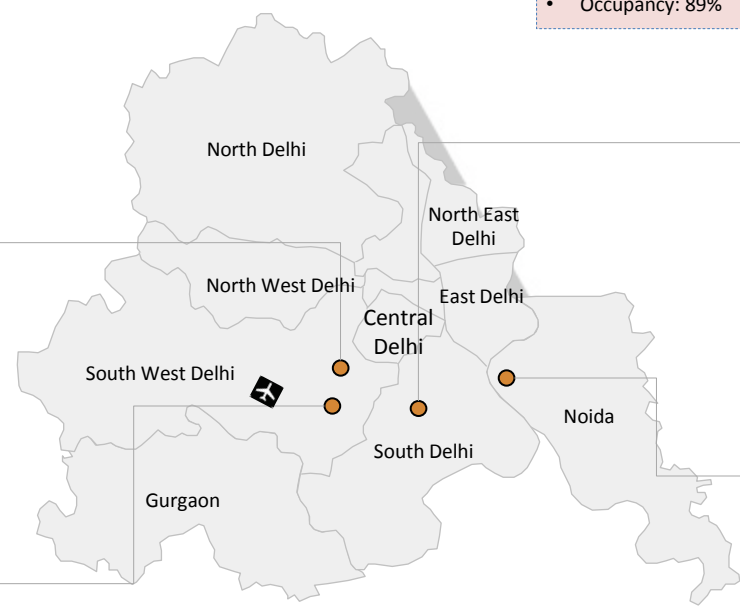 • Occupancy: 89%
North Delhi
North East
Delhi
North West Delhi
East Delhi
Central
Delhi
South West Delhi
Noida
South Delhi
Gurgaon